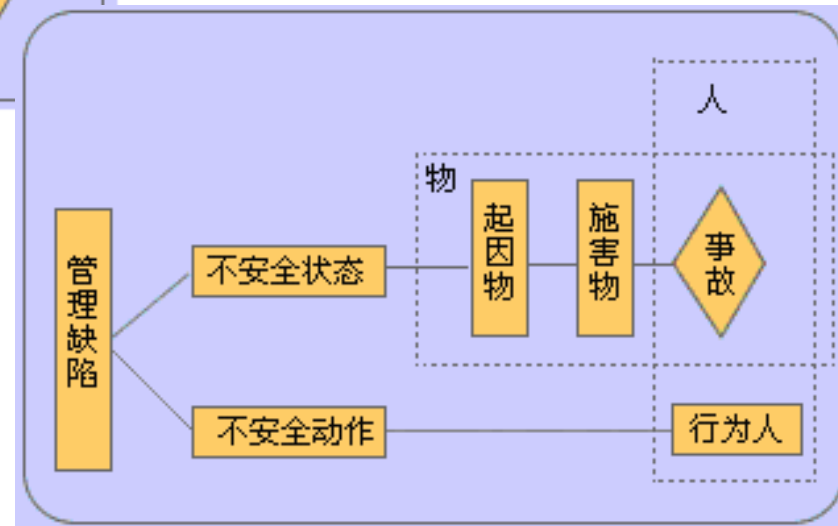 人
物
起因物
施害物
事故
管理缺陷
不安全状态
不安全动作
行为人